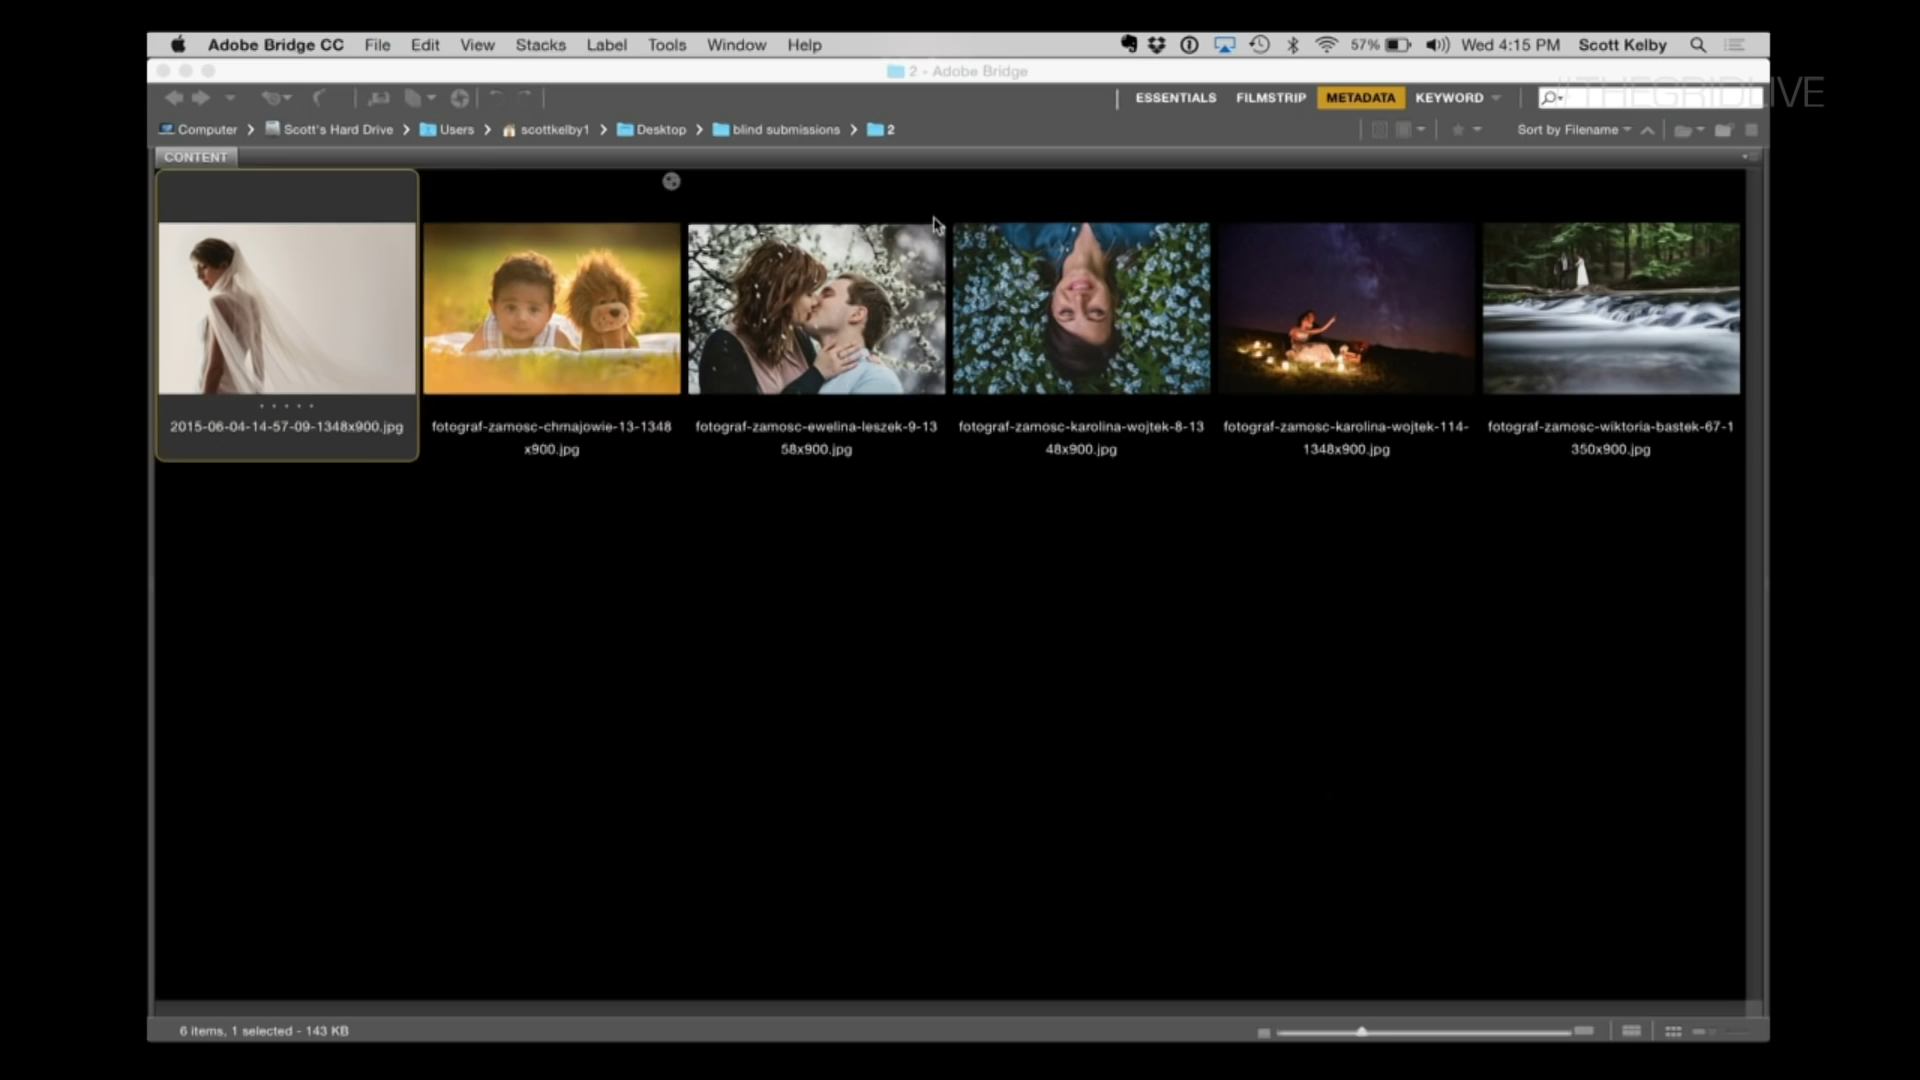 Adobe Bridge CC File Edit View Stacks Label Tools Window Help 57% Wed 4:15 PM Scott Kelby
2 - Adobe Bridge
ESSENTIALS FILMSTRIP METADATA KEYWORD
#THEGRIDLIVE
Computer Scott's Hard Drive Users scottkelby1 Desktop blind submissions 2 Sort by Filename
CONTENT
2015-06-04-14-57-09-1348x900.jpg
fotograf-zamosc-chmajowie-13-1348
x900.jpg
fotograf-zamosc-ewelina-leszek-9-13
58x900.jpg
fotograf-zamosc-karolina-wojtek-8-13
48x900.jpg
fotograf-zamosc-karolina-wojtek-114-
1348x900.jpg
fotograf-zamosc-wiktoria-bastek-67-1
350x900.jpg
6 items, 1 selected - 143 KB